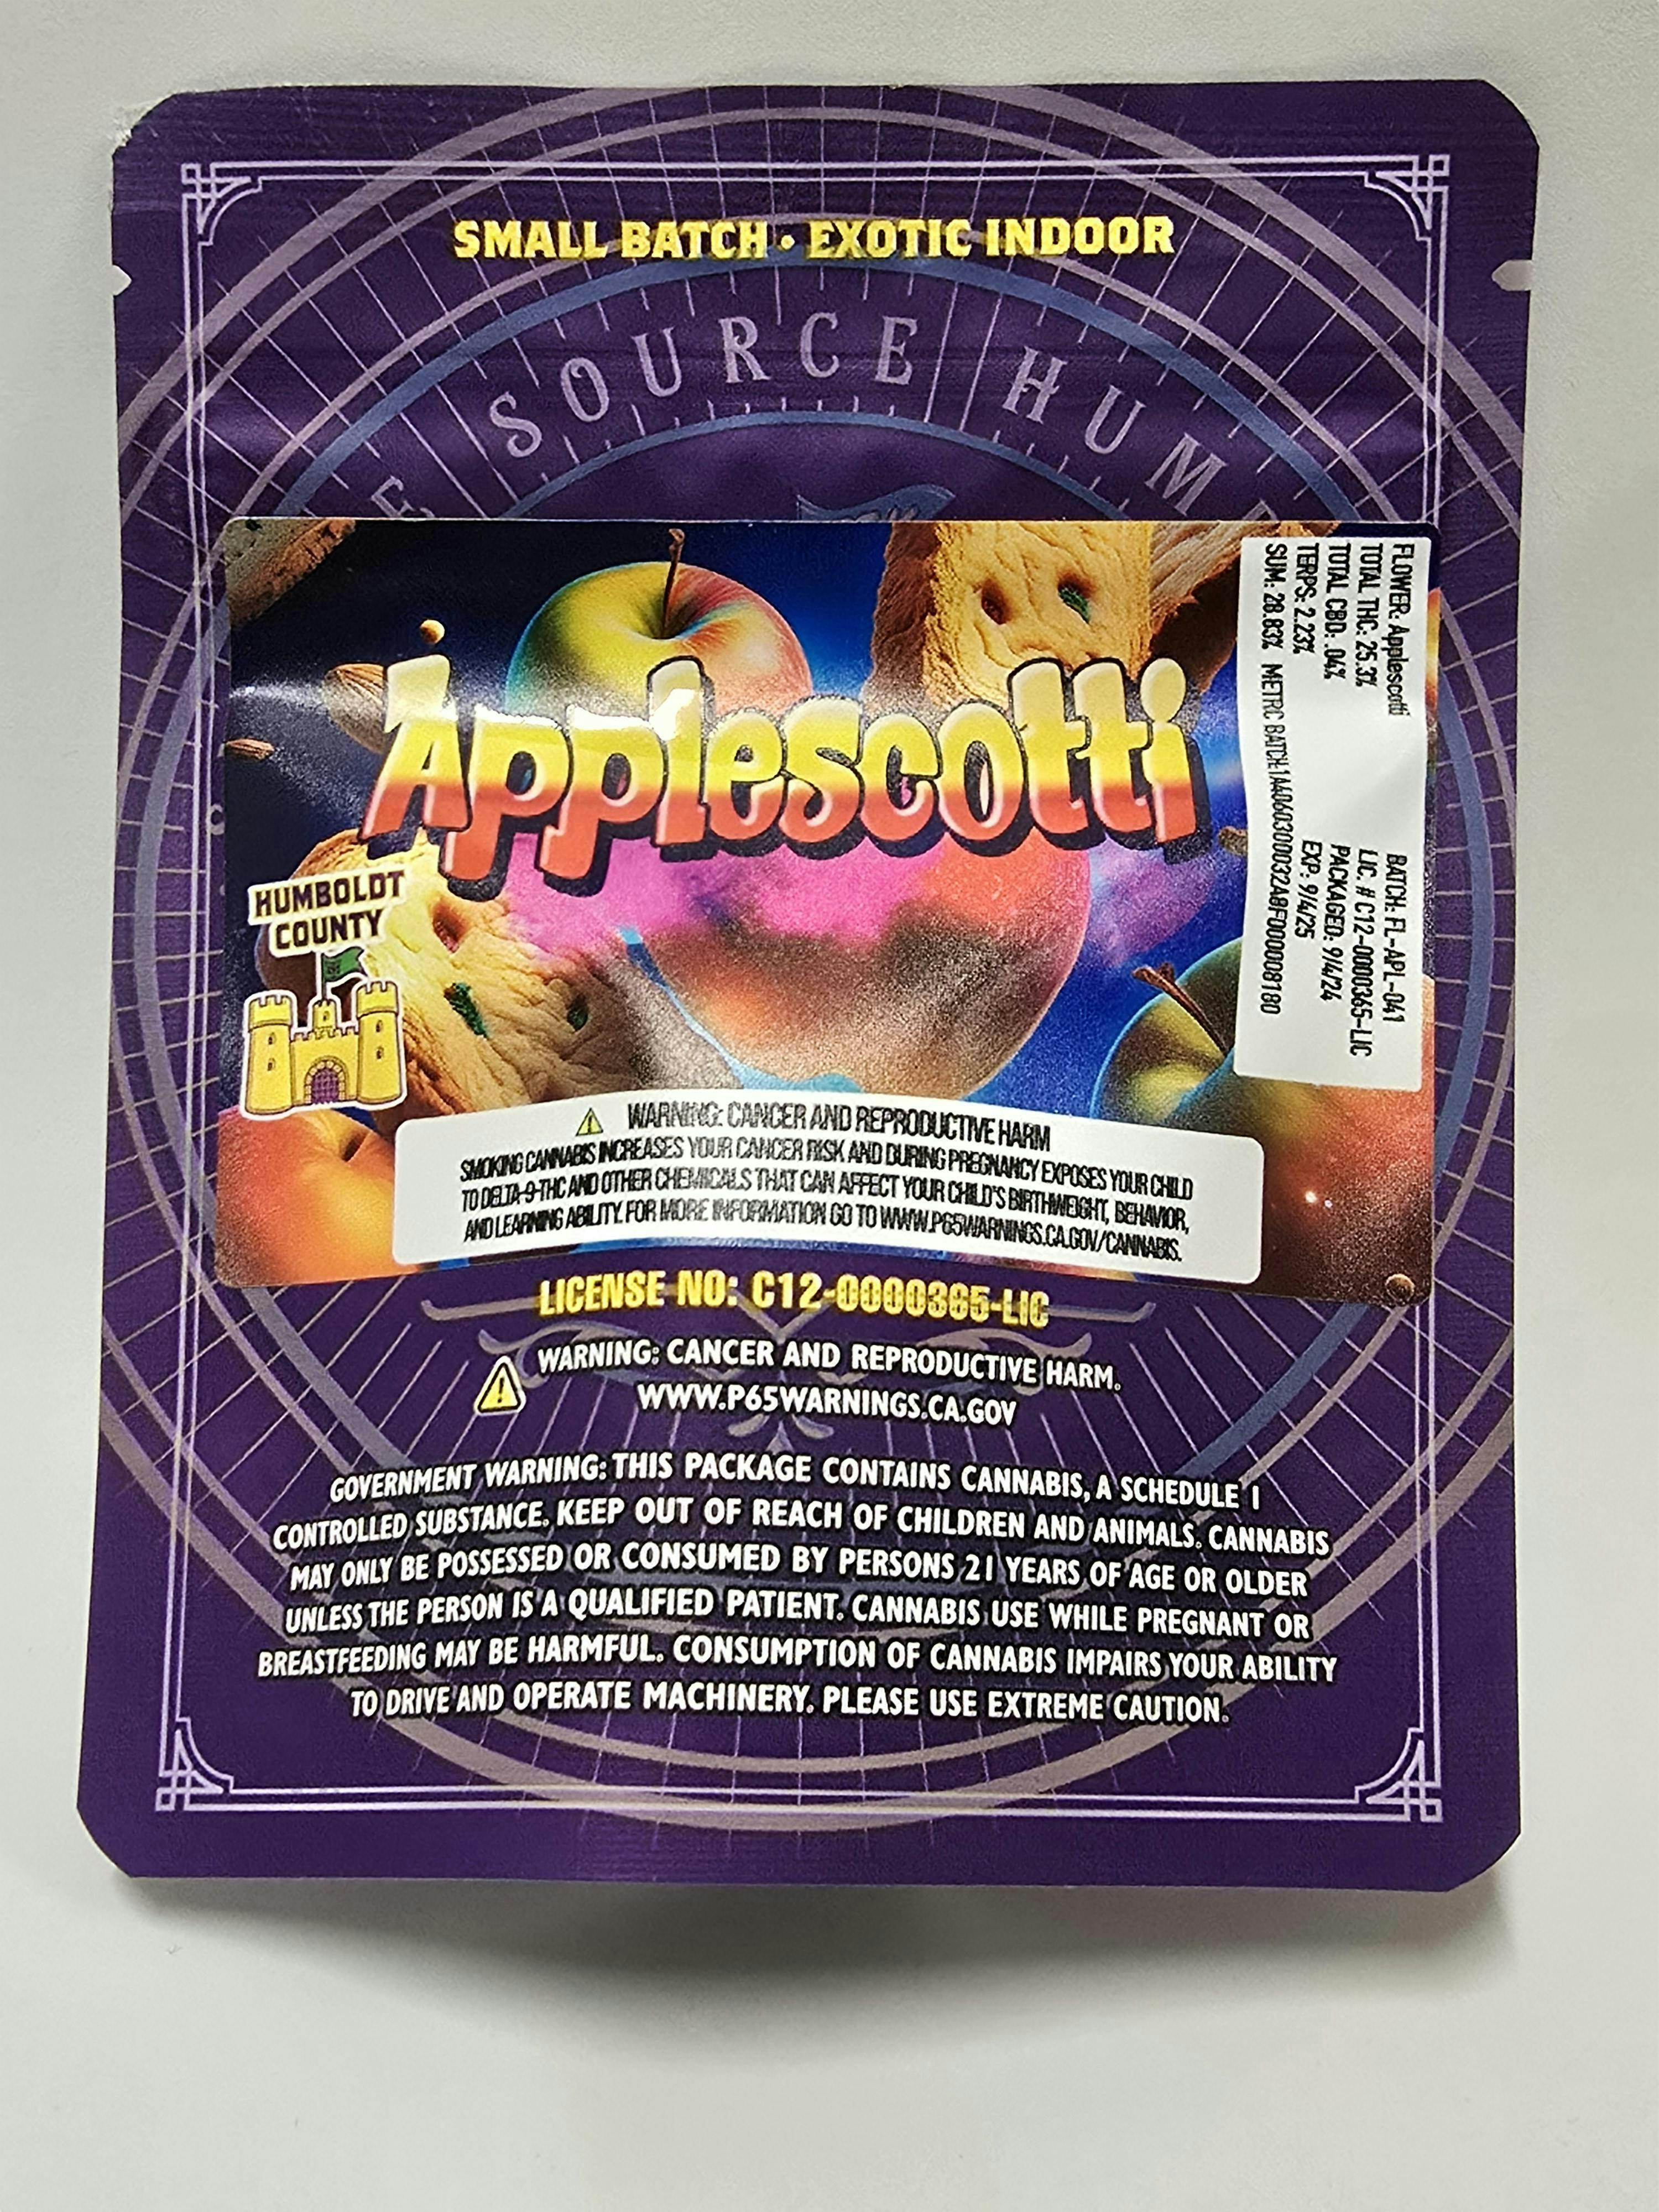 SMALL BATCH • EXOTIC INDOOR
SOURCE HUM
Applescotti
HUMBOLDT
COUNTY
FLOWER: Applescotti
TOTAL THC: 25.3%
TOTAL CBD: .04%
TERPS: 2.23%
SUM: 28.83%
BATCH: FL-APL-041
LIC. # C12-0000365-LIC
PACKAGED: 9/4/24
EXP: 9/4/25
METRC BATCH:
WARNING: CANCER AND REPRODUCTIVE HARM
SMOKING CANNABIS INCREASES YOUR CANCER RISK AND DURING PREGNANCY EXPOSES YOUR CHILD
TO DELTA-9-THC AND OTHER CHEMICALS THAT CAN AFFECT YOUR CHILD'S BIRTHWEIGHT, BEHAVIOR,
AND LEARNING ABILITY. FOR MORE INFORMATION GO TO WWW.P65WARNINGS.CA.GOV/CANNABIS.
LICENSE NO: C12-0000365-LIC
WARNING: CANCER AND REPRODUCTIVE HARM.
WWW.P65WARNINGS.CA.GOV
GOVERNMENT WARNING: THIS PACKAGE CONTAINS CANNABIS, A SCHEDULE I
CONTROLLED SUBSTANCE. KEEP OUT OF REACH OF CHILDREN AND ANIMALS. CANNABIS
MAY ONLY BE POSSESSED OR CONSUMED BY PERSONS 21 YEARS OF AGE OR OLDER
UNLESS THE PERSON IS A QUALIFIED PATIENT. CANNABIS USE WHILE PREGNANT OR
BREASTFEEDING MAY BE HARMFUL. CONSUMPTION OF CANNABIS IMPAIRS YOUR ABILITY
TO DRIVE AND OPERATE MACHINERY. PLEASE USE EXTREME CAUTION.